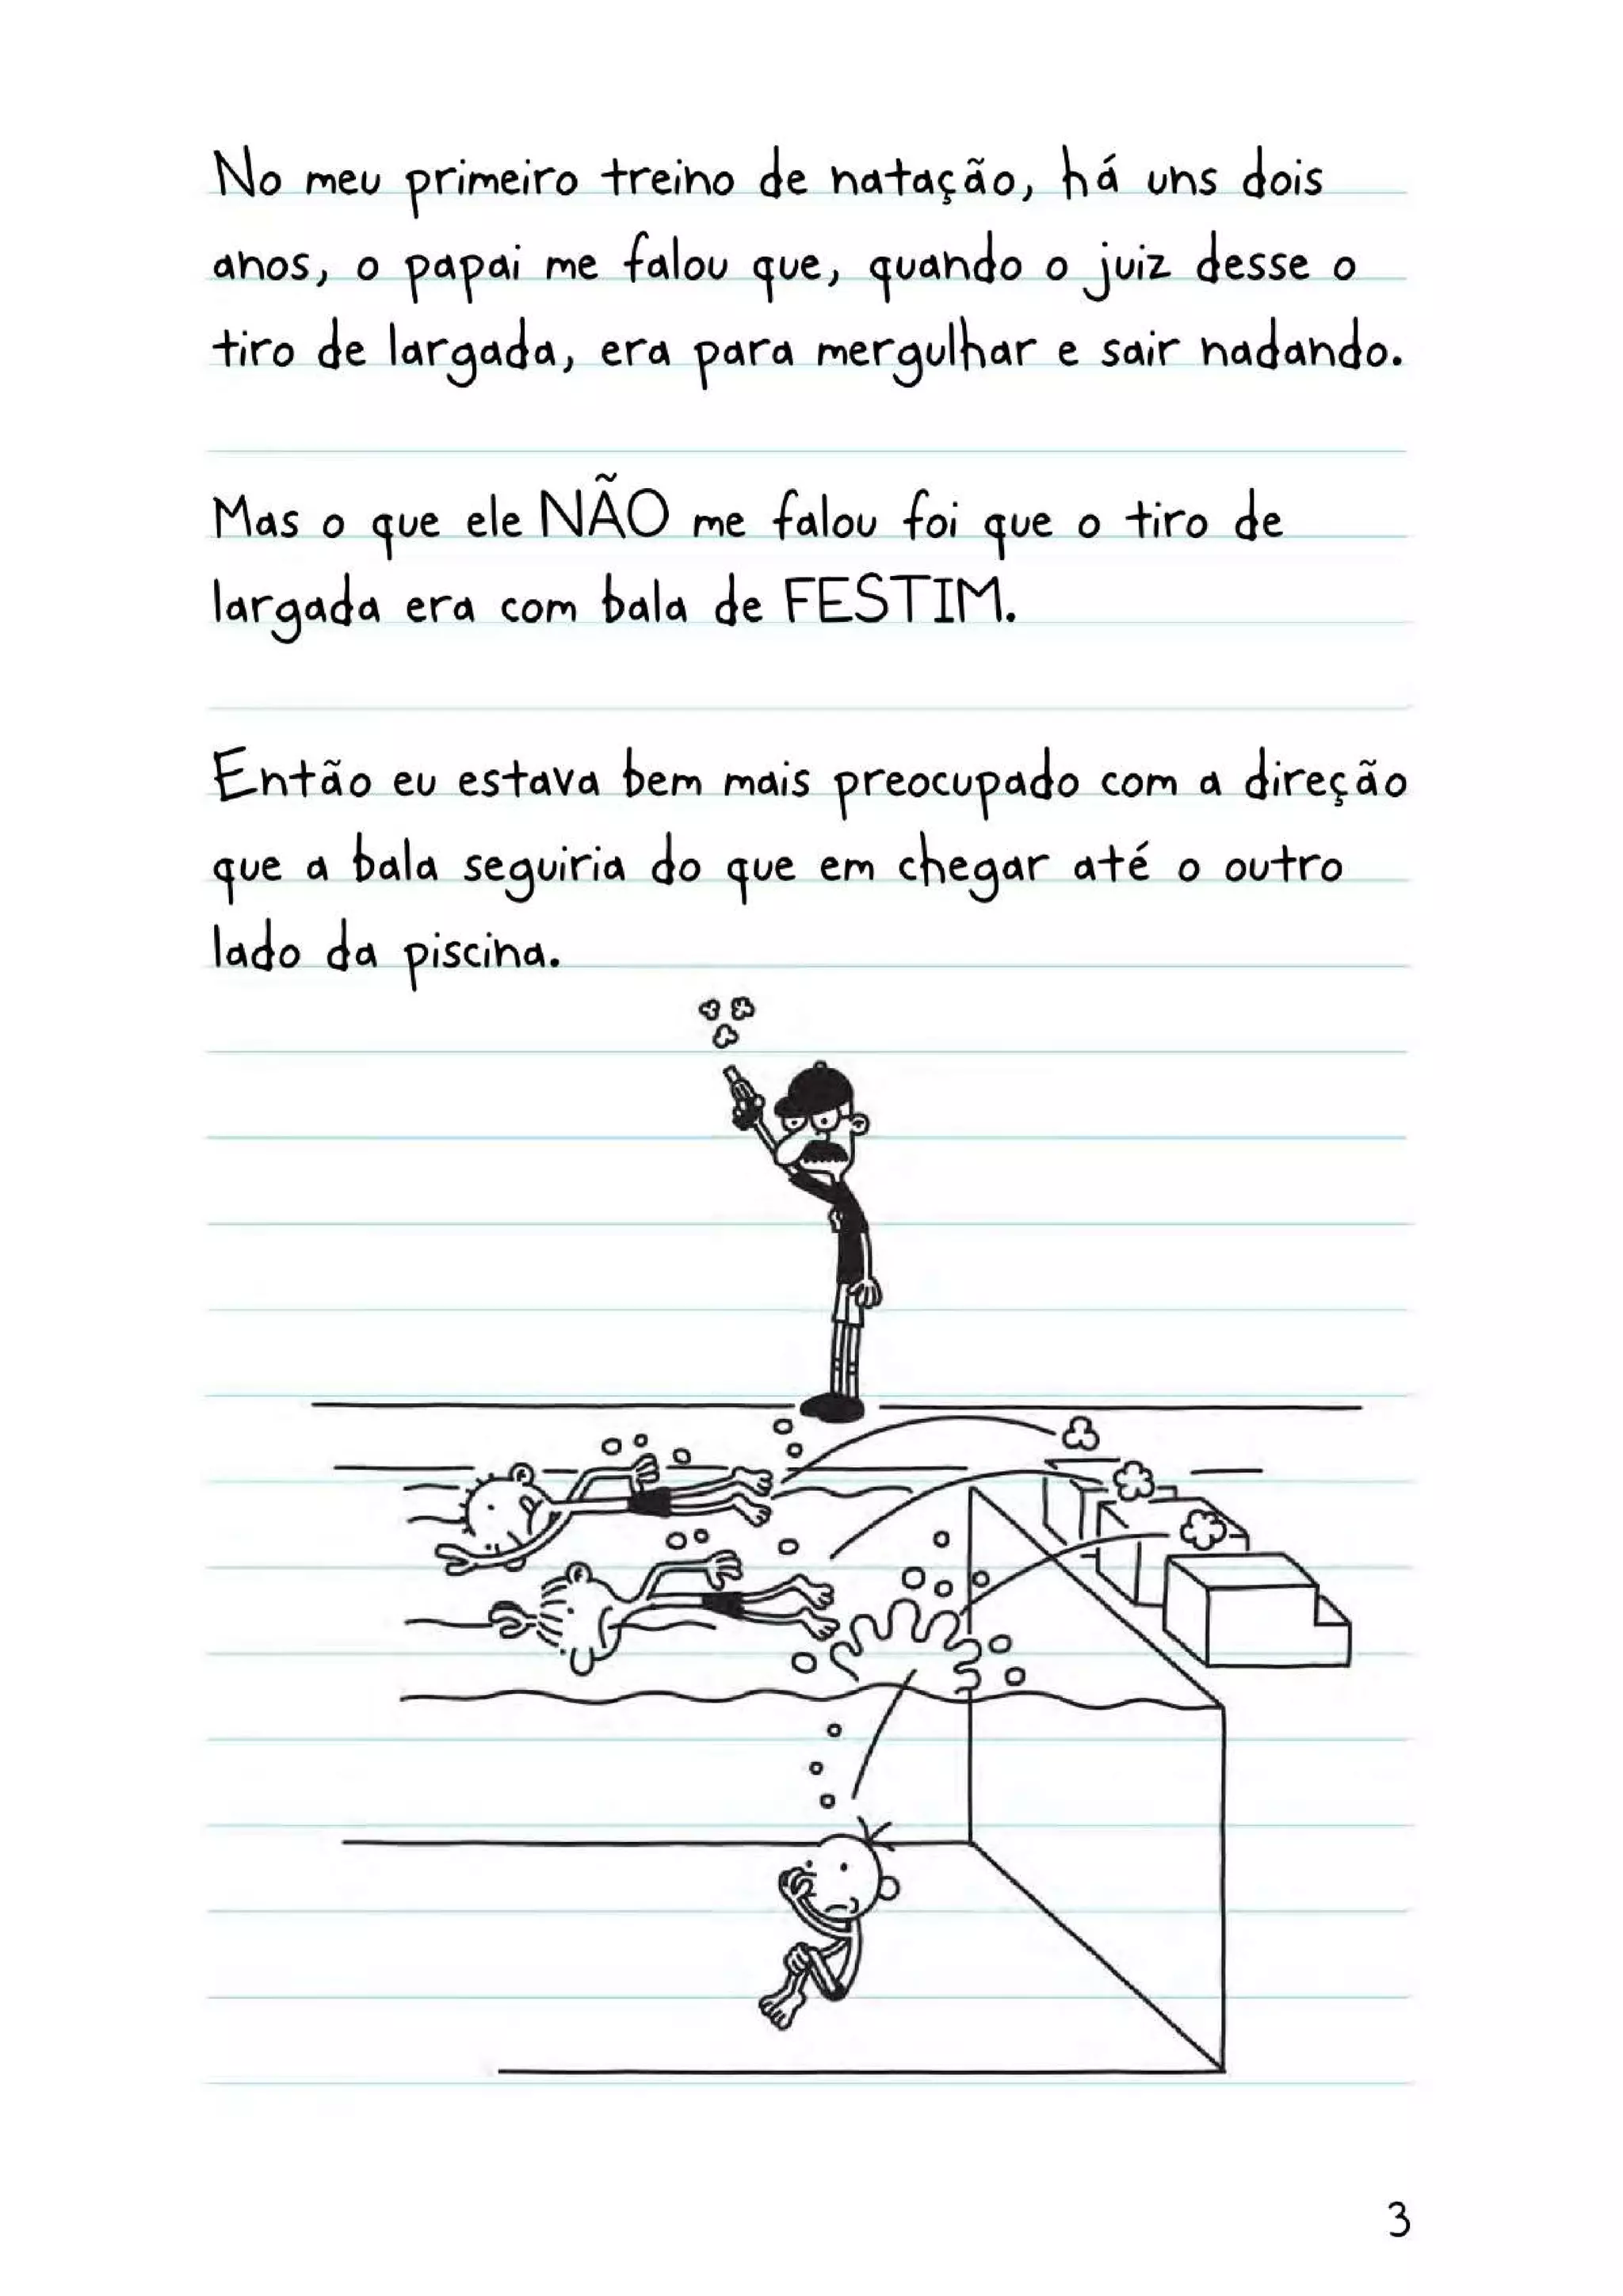 No meu primeiro treino de natação, há uns dois
anos, o papai me falou que, quando o juiz desse o
tiro de largada, era para mergulhar e sair nadando.
Mas o que ele NÃO me falou foi que o tiro de
largada era com bala de FESTIM.
Então eu estava bem mais preocupado com a direção
que a bala seguiria do que em chegar até o outro
lado da piscina.
3